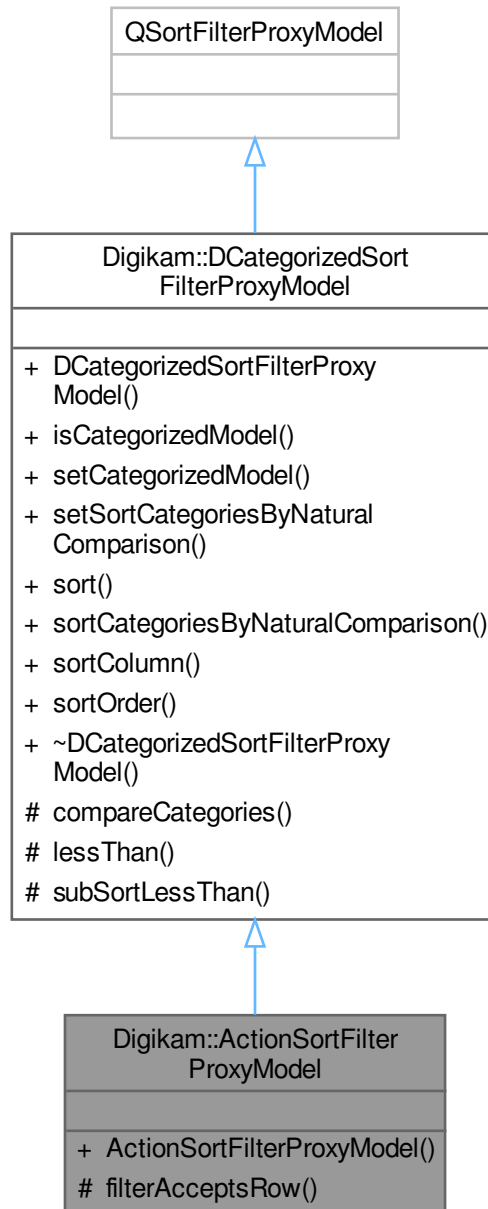 QSortFilterProxyModel
Digikam::DCategorizedSort
FilterProxyModel
+ DCategorizedSortFilterProxy
Model()
+ isCategorizedModel()
+ setCategorizedModel()
+ setSortCategoriesByNatural
Comparison()
+ sort()
+ sortCategoriesByNaturalComparison()
+ sortColumn()
+ sortOrder()
+ ~DCategorizedSortFilterProxy
Model()
# compareCategories()
# lessThan()
# subSortLessThan()
Digikam::ActionSortFilter
ProxyModel
+ ActionSortFilterProxyModel()
# filterAcceptsRow()